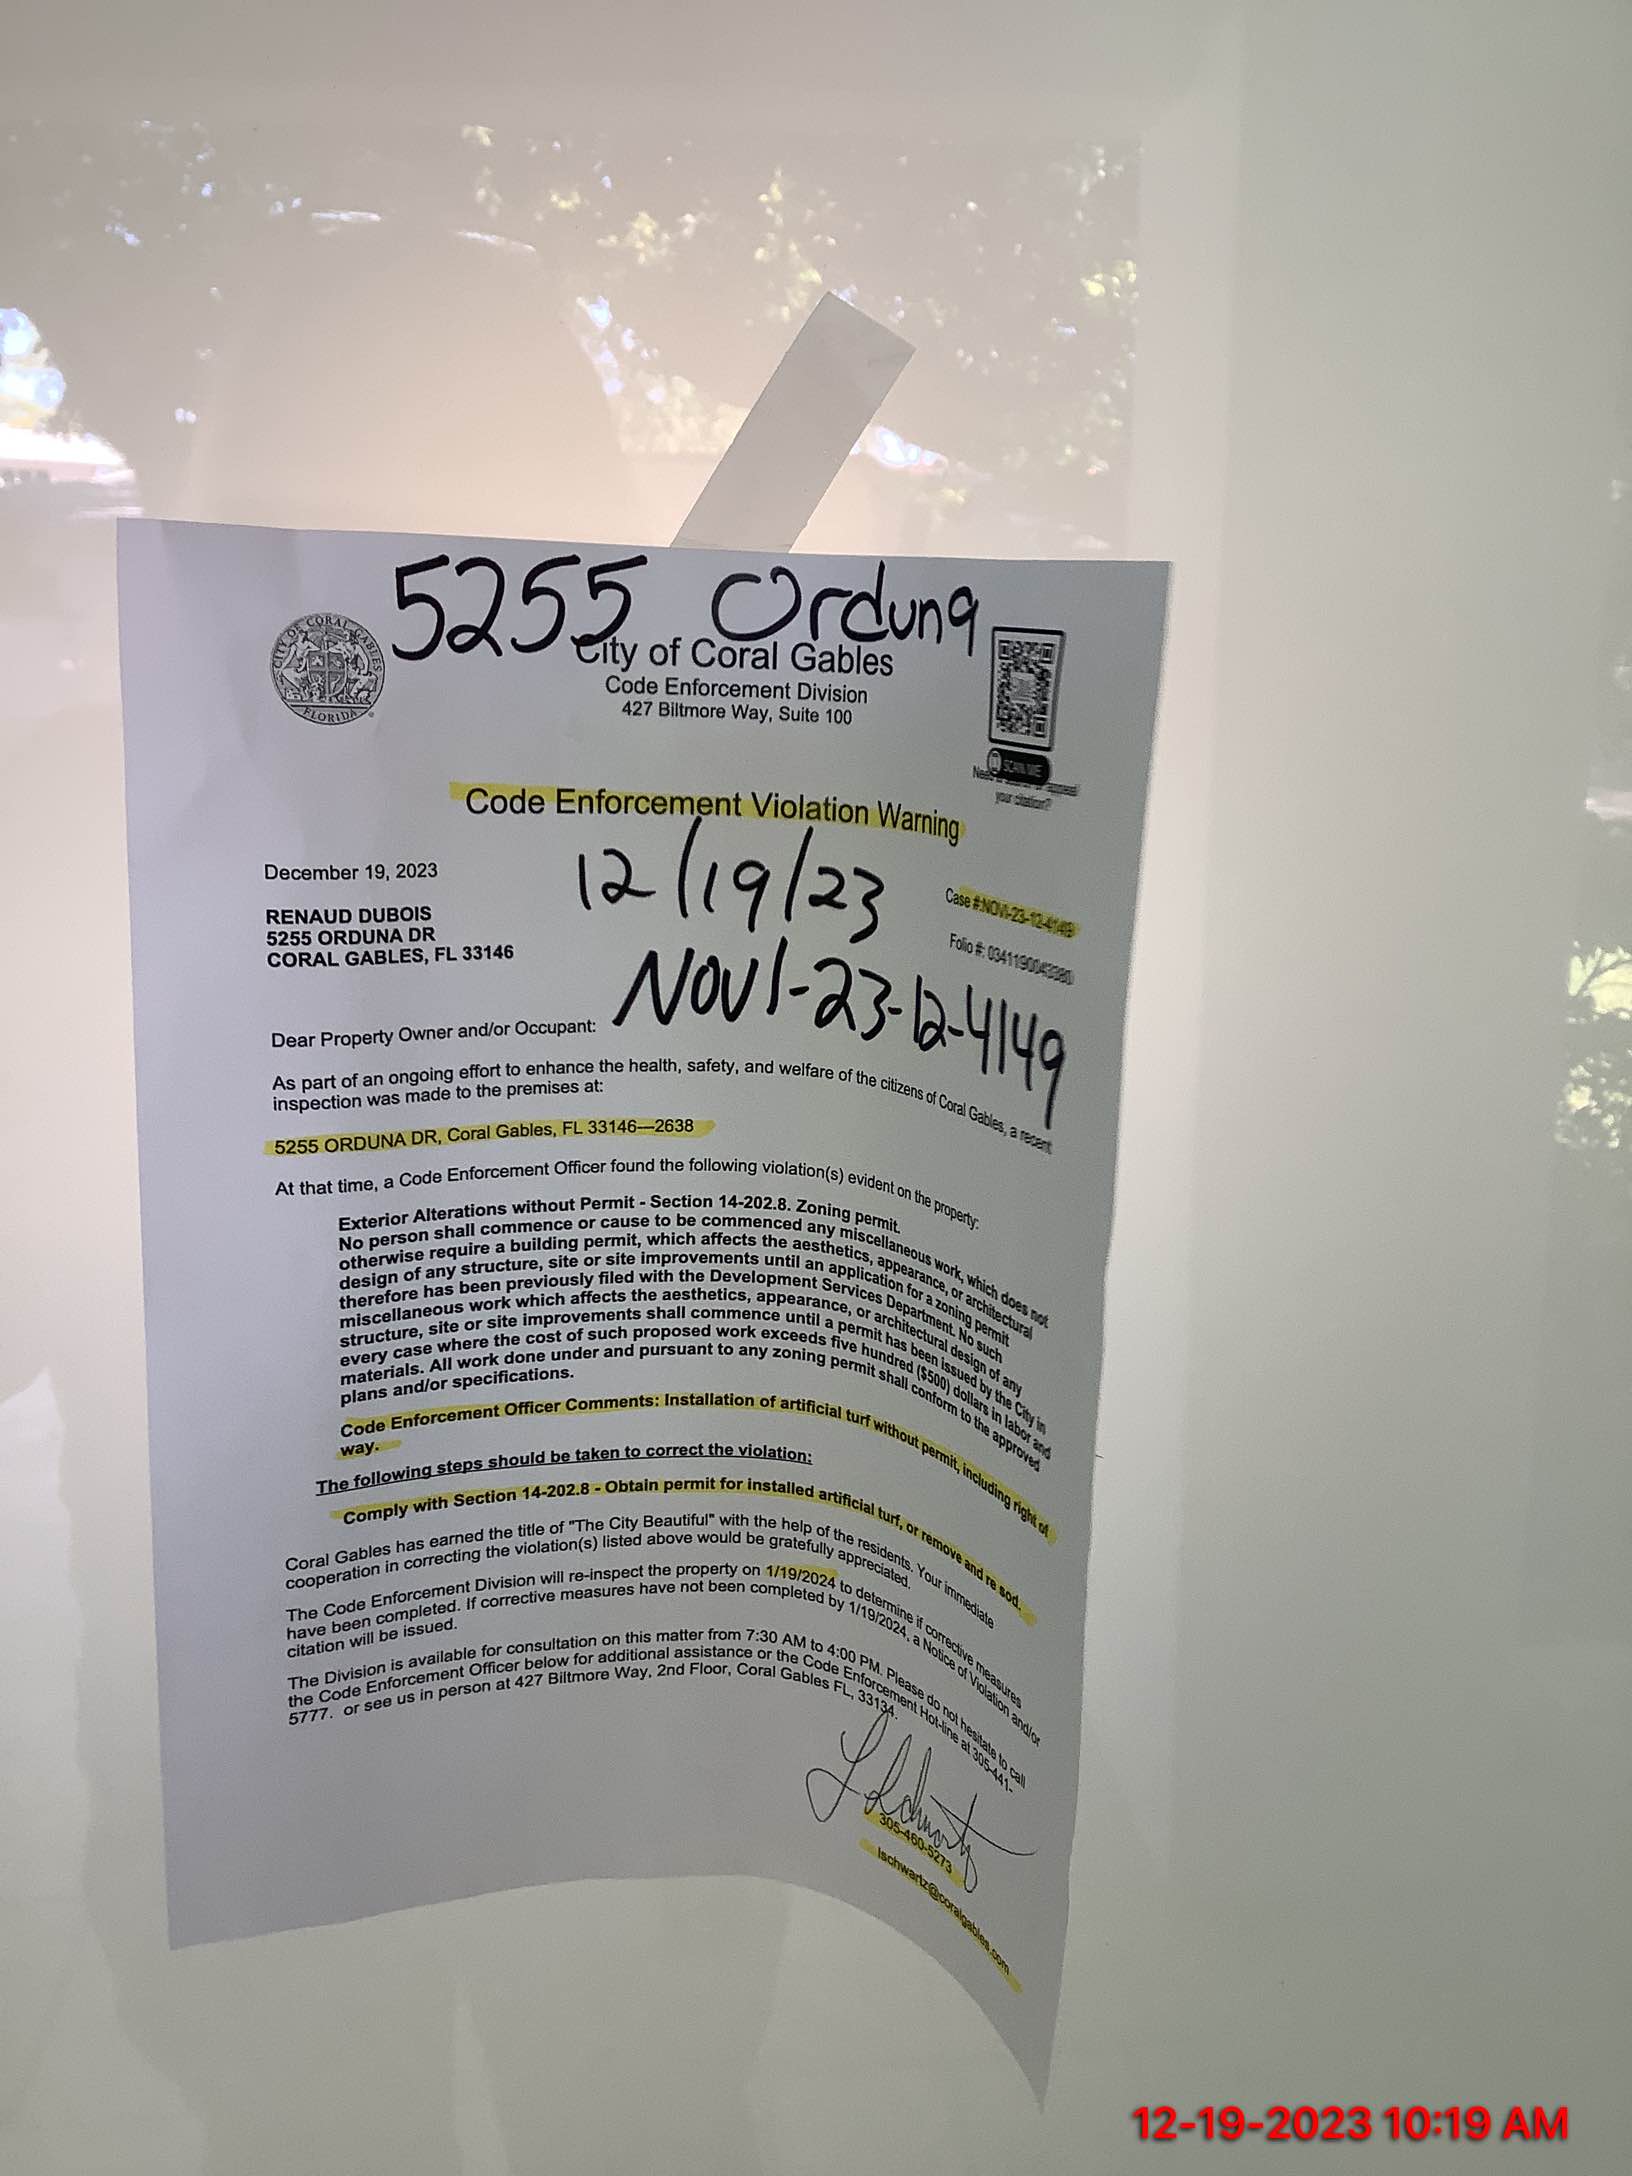 5255 Orduna
CITY OF CORAL GABLES
FLORIDA
City of Coral Gables
Code Enforcement Division
427 Biltmore Way, Suite 100
SCAN ME
appeal
your citation?
Code Enforcement Violation Warning
December 19, 2023
12/19/23
Case #:NOVI-23-12-4149
RENAUD DUBOIS
5255 ORDUNA DR
CORAL GABLES, FL 33146
Folio #: 0341190043380
NOVI-23-12-4149
Dear Property Owner and/or Occupant:
As part of an ongoing effort to enhance the health, safety, and welfare of the citizens of Coral Gables, a recent
inspection was made to the premises at:
5255 ORDUNA DR, Coral Gables, FL 33146—2638
At that time, a Code Enforcement Officer found the following violation(s) evident on the property:
Exterior Alterations without Permit - Section 14-202.8. Zoning permit.
No person shall commence or cause to be commenced any miscellaneous work, which does not
otherwise require a building permit, which affects the aesthetics, appearance, or architectural
design of any structure, site or site improvements until an application for a zoning permit
therefore has been previously filed with the Development Services Department. No such
miscellaneous work which affects the aesthetics, appearance, or architectural design of any
structure, site or site improvements shall commence until a permit has been issued by the City in
every case where the cost of such proposed work exceeds five hundred ($500) dollars in labor and
materials. All work done under and pursuant to any zoning permit shall conform to the approved
plans and/or specifications.
Code Enforcement Officer Comments: Installation of artificial turf without permit, including right of
way.
The following steps should be taken to correct the violation:
Comply with Section 14-202.8 - Obtain permit for installed artificial turf, or remove and re sod.
Coral Gables has earned the title of "The City Beautiful" with the help of the residents. Your immediate
cooperation in correcting the violation(s) listed above would be gratefully appreciated.
The Code Enforcement Division will re-inspect the property on 1/19/2024 to determine if corrective measures
have been completed. If corrective measures have not been completed by 1/19/2024, a Notice of Violation and/or
citation will be issued.
The Division is available for consultation on this matter from 7:30 AM to 4:00 PM. Please do not hesitate to call
the Code Enforcement Officer below for additional assistance or the Code Enforcement Hot-line at 305-441-
5777. or see us in person at 427 Biltmore Way, 2nd Floor, Coral Gables FL, 33134.
305-460-5273
lschwartz@coralgables.com
12-19-2023 10:19 AM